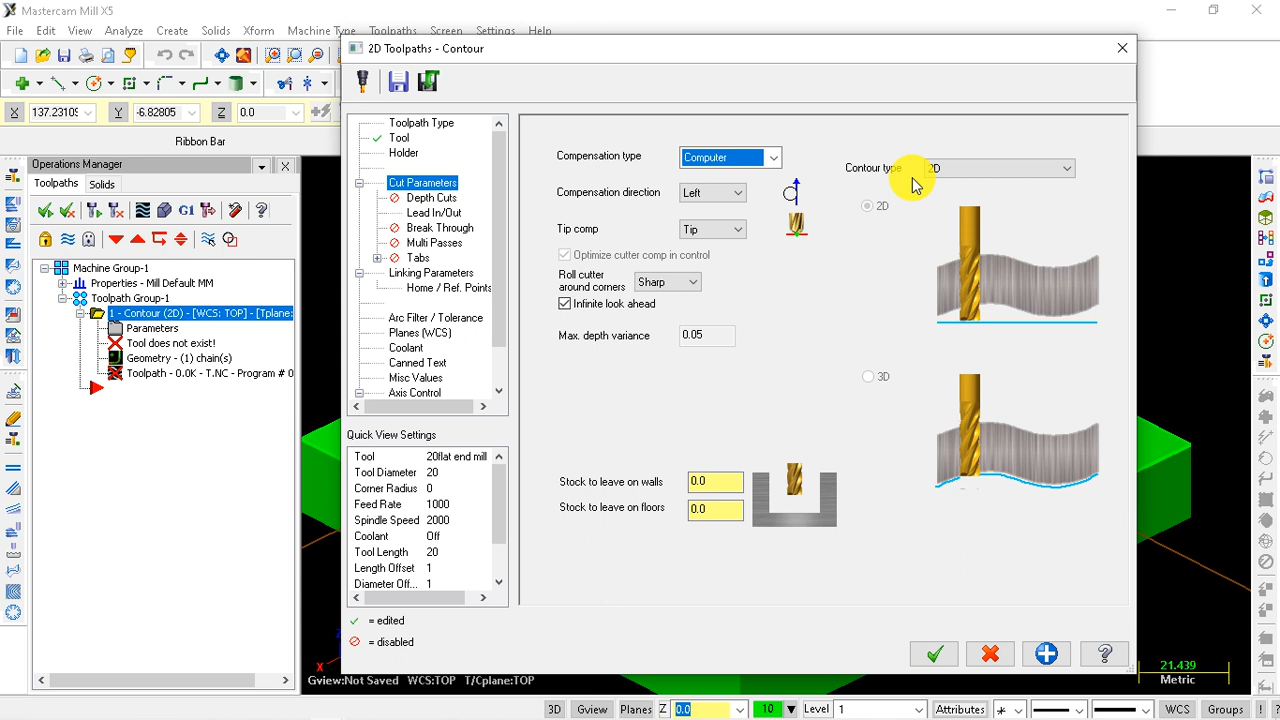 Mastercam Mill X5
File Edit View Analyze Create Solids Xform Machine Type Toolpaths Screen Settings Help
X 137.23109 Y -6.82805 Z 0.0
Ribbon Bar
Operations Manager
Toolpaths Solids
G1
Machine Group-1
Properties - Mill Default MM
Toolpath Group-1
1 - Contour (2D) - [WCS: TOP] - [Tplane:
Parameters
Tool does not exist!
Geometry - (1) chain(s)
Toolpath - 0.0K - T.NC - Program # 0
2D Toolpaths - Contour
Toolpath Type
Tool
Holder
Cut Parameters
Depth Cuts
Lead In/Out
Break Through
Multi Passes
Tabs
Linking Parameters
Home / Ref. Points
Arc Filter / Tolerance
Planes (WCS)
Coolant
Canned Text
Misc Values
Axis Control
Quick View Settings
Tool 20flat end mill
Tool Diameter 20
Corner Radius 0
Feed Rate 1000
Spindle Speed 2000
Coolant Off
Tool Length 20
Length Offset 1
Diameter Off... 1
= edited
= disabled
Compensation type Computer
Compensation direction Left
Tip comp Tip
Optimize cutter comp in control
Roll cutter
around corners Sharp
Infinite look ahead
Max. depth variance 0.05
Stock to leave on walls 0.0
Stock to leave on floors 0.0
Contour type 2D
2D
3D
X
Gview:Not Saved WCS:TOP T/Cplane:TOP
21.439
Metric
3D Gview Planes Z 0.0 10 Level 1 Attributes WCS Groups ! ?